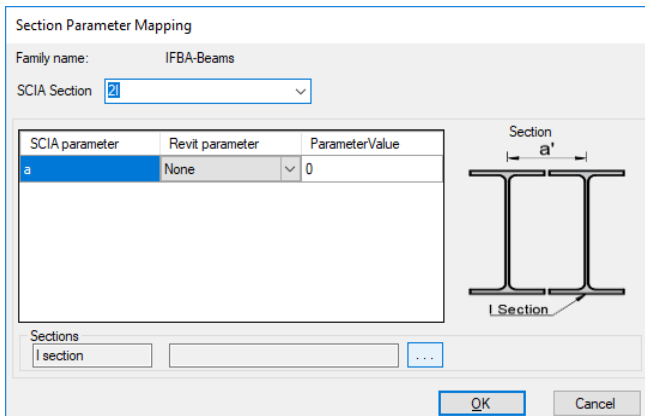 Section Parameter Mapping
Family name: IFBA-Beams
SCIA Section 2I
Section
SCIA parameter Revit parameter ParameterValue
a'
a None 0
I Section
Sections
I section ...
OK Cancel